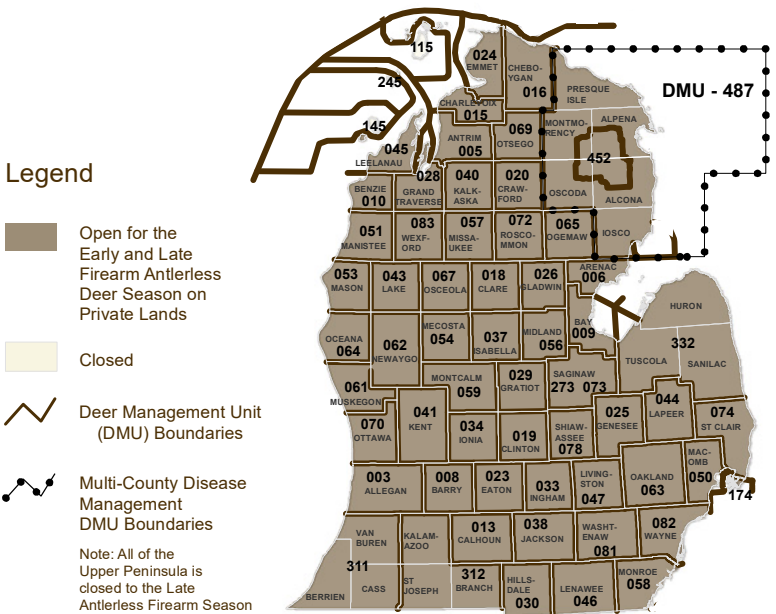 115
024
EMMET
CHEBO-
YGAN
016
PRESQUE
ISLE
DMU - 487
245
CHARLEVOIX
015
145
045
LEELANAU
ANTRIM
005
069
OTSEGO
MONTMO-
RENCY
ALPENA
452
Legend
BENZIE
010
028
GRAND
TRAVERSE
040
KALK-
ASKA
020
CRAW-
FORD
OSCODA
ALCONA
051
MANISTEE
083
WEXF-
ORD
057
MISSA-
UKEE
072
ROSCO-
MMON
065
OGEMAW
IOSCO
Open for the
Early and Late
Firearm Antlerless
Deer Season on
Private Lands
053
MASON
043
LAKE
067
OSCEOLA
018
CLARE
026
GLADWIN
ARENAC
006
HURON
OCEANA
064
062
NEWAYGO
MECOSTA
054
037
ISABELLA
MIDLAND
056
BAY
009
332
TUSCOLA
SANILAC
Closed
061
MUSKEGON
MONTCALM
059
029
GRATIOT
SAGINAW
273 073
Deer Management Unit
(DMU) Boundaries
070
OTTAWA
041
KENT
034
IONIA
019
CLINTON
SHIAW-
ASSEE
078
025
GENESEE
044
LAPEER
074
ST CLAIR
Multi-County Disease
Management
DMU Boundaries
003
ALLEGAN
008
BARRY
023
EATON
033
INGHAM
LIVING-
STON
047
OAKLAND
063
MAC-
OMB
050
174
Note: All of the
Upper Peninsula is
closed to the Late
Antlerless Firearm Season
VAN
BUREN
KALAM-
AZOO
013
CALHOUN
038
JACKSON
WASHT-
ENAW
081
082
WAYNE
311
BERRIEN
CASS
ST
JOSEPH
312
BRANCH
HILLS-
DALE
030
LENAWEE
046
MONROE
058